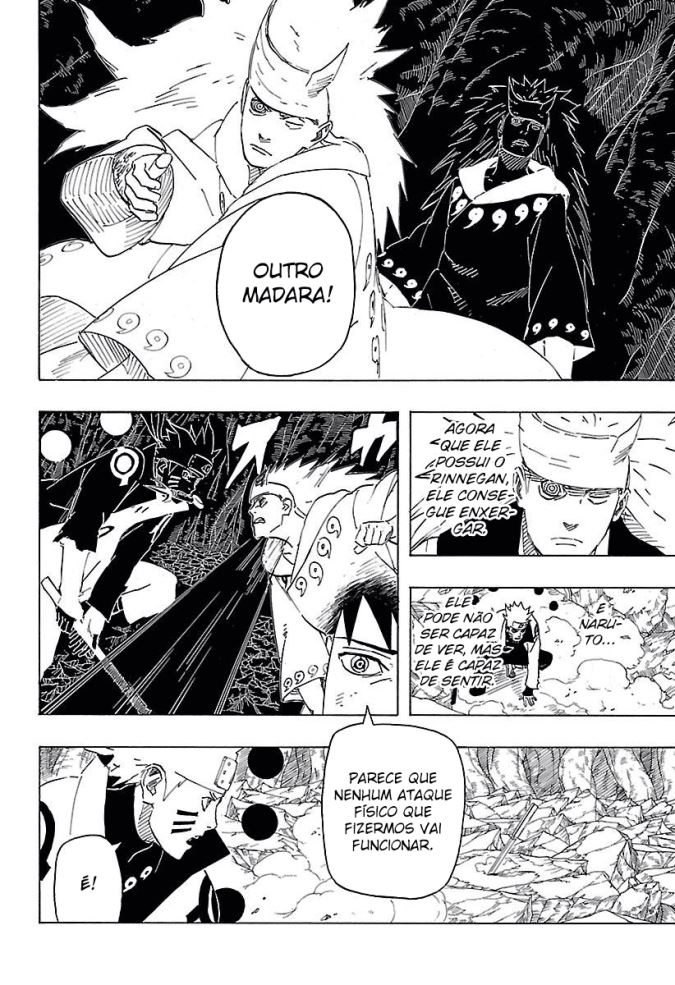 OUTRO
MADARA!
AGORA
QUE ELE
POSSUI O
RINNEGAN,
ELE CONSE-
GUE ENXER-
GAR.
E
NARU-
TO...
ELE
PODE NÃO
SER CAPAZ
DE VER, MAS
ELE É CAPAZ
DE SENTIR.
PARECE QUE
NENHUM ATAQUE
FÍSICO QUE
FIZERMOS VAI
FUNCIONAR.
É!